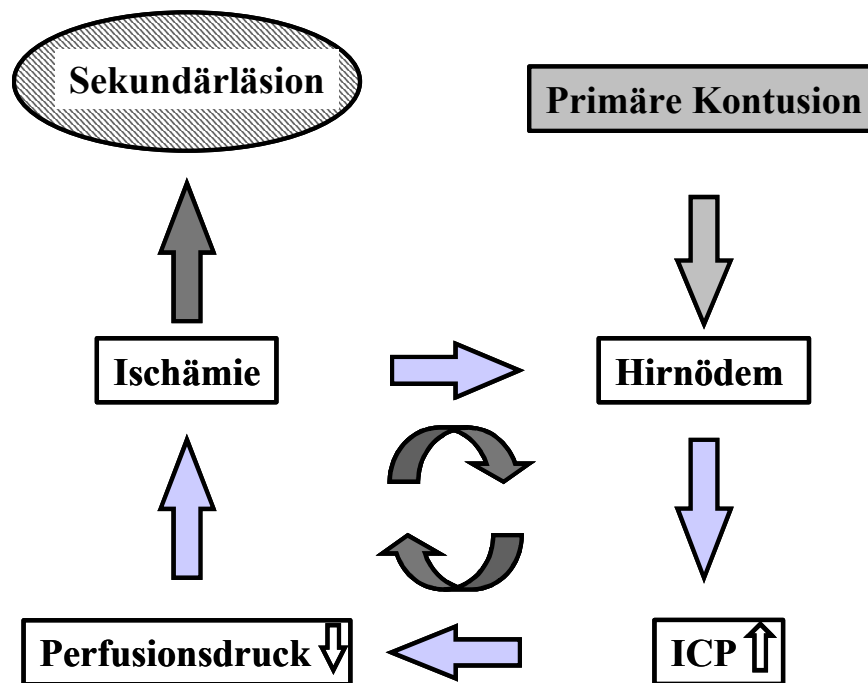 Sekundärläsion
Primäre Kontusion
Ischämie
Hirnödem
Perfusionsdruck
ICP